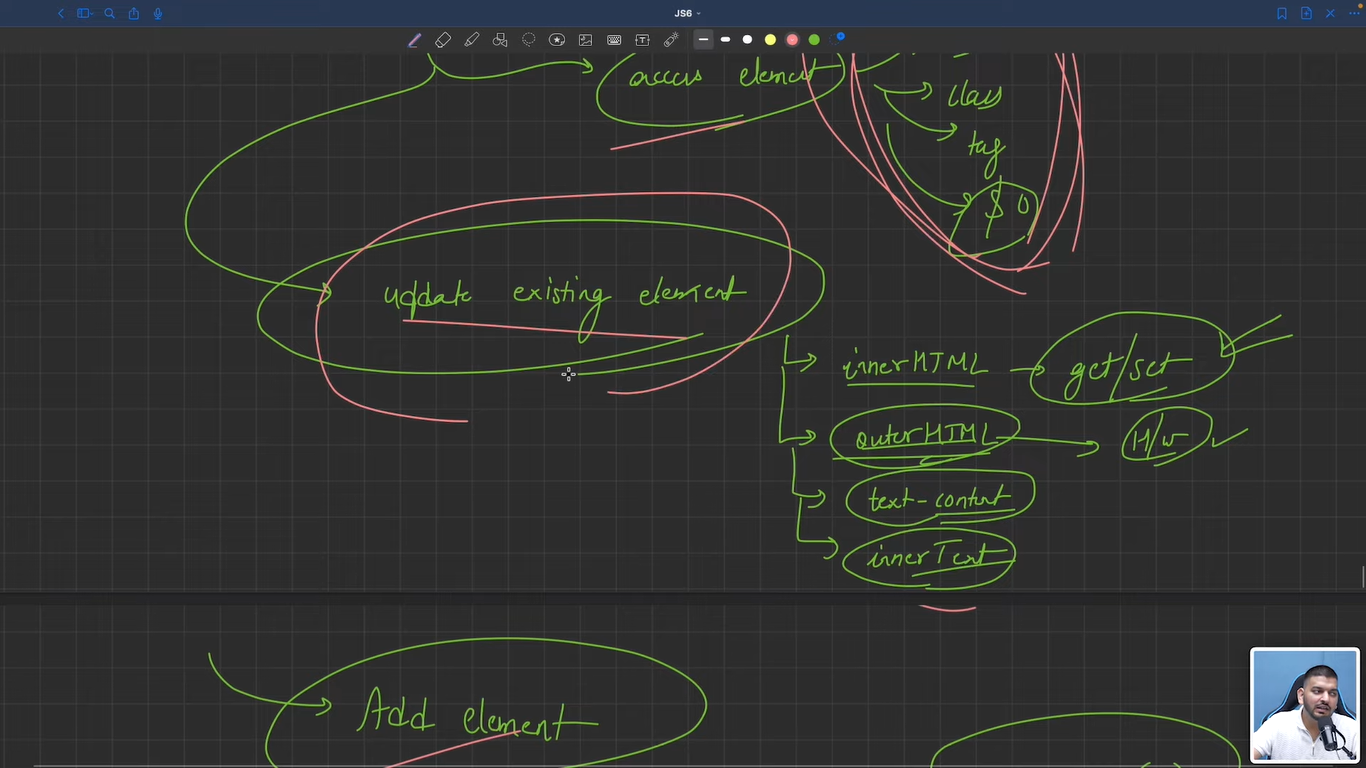 JS6
access element
class
tag
$0
update existing element
innerHTML — get/set
outerHTML H/w
text-content
innerText
Add element